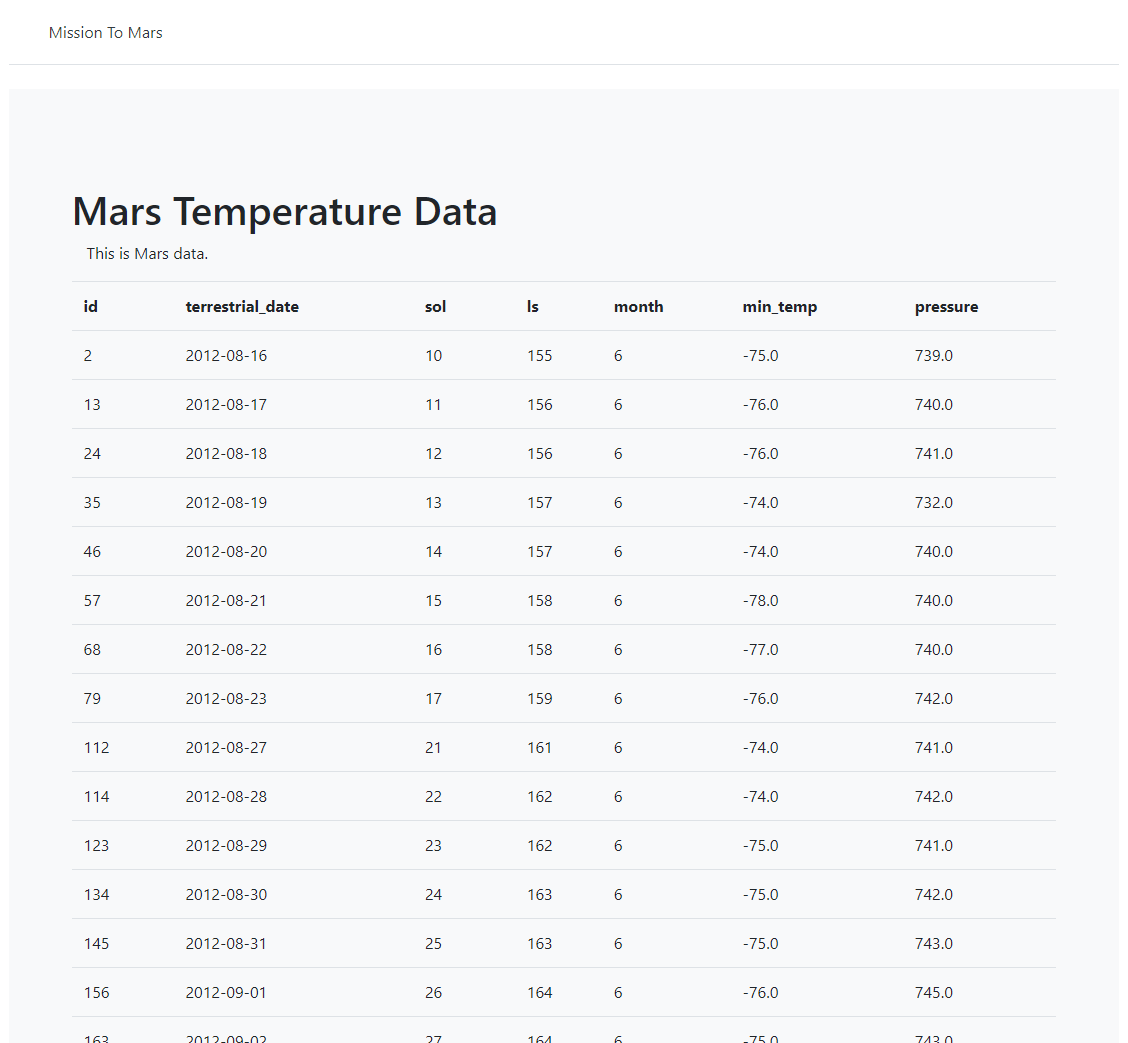 Mission To Mars
Mars Temperature Data
This is Mars data.
id terrestrial_date sol ls month min_temp pressure
2 2012-08-16 10 155 6 -75.0 739.0
13 2012-08-17 11 156 6 -76.0 740.0
24 2012-08-18 12 156 6 -76.0 741.0
35 2012-08-19 13 157 6 -74.0 732.0
46 2012-08-20 14 157 6 -74.0 740.0
57 2012-08-21 15 158 6 -78.0 740.0
68 2012-08-22 16 158 6 -77.0 740.0
79 2012-08-23 17 159 6 -76.0 742.0
112 2012-08-27 21 161 6 -74.0 741.0
114 2012-08-28 22 162 6 -74.0 742.0
123 2012-08-29 23 162 6 -75.0 741.0
134 2012-08-30 24 163 6 -75.0 742.0
145 2012-08-31 25 163 6 -75.0 743.0
156 2012-09-01 26 164 6 -76.0 745.0
163 2012-09-02 27 164 6 -75.0 743.0